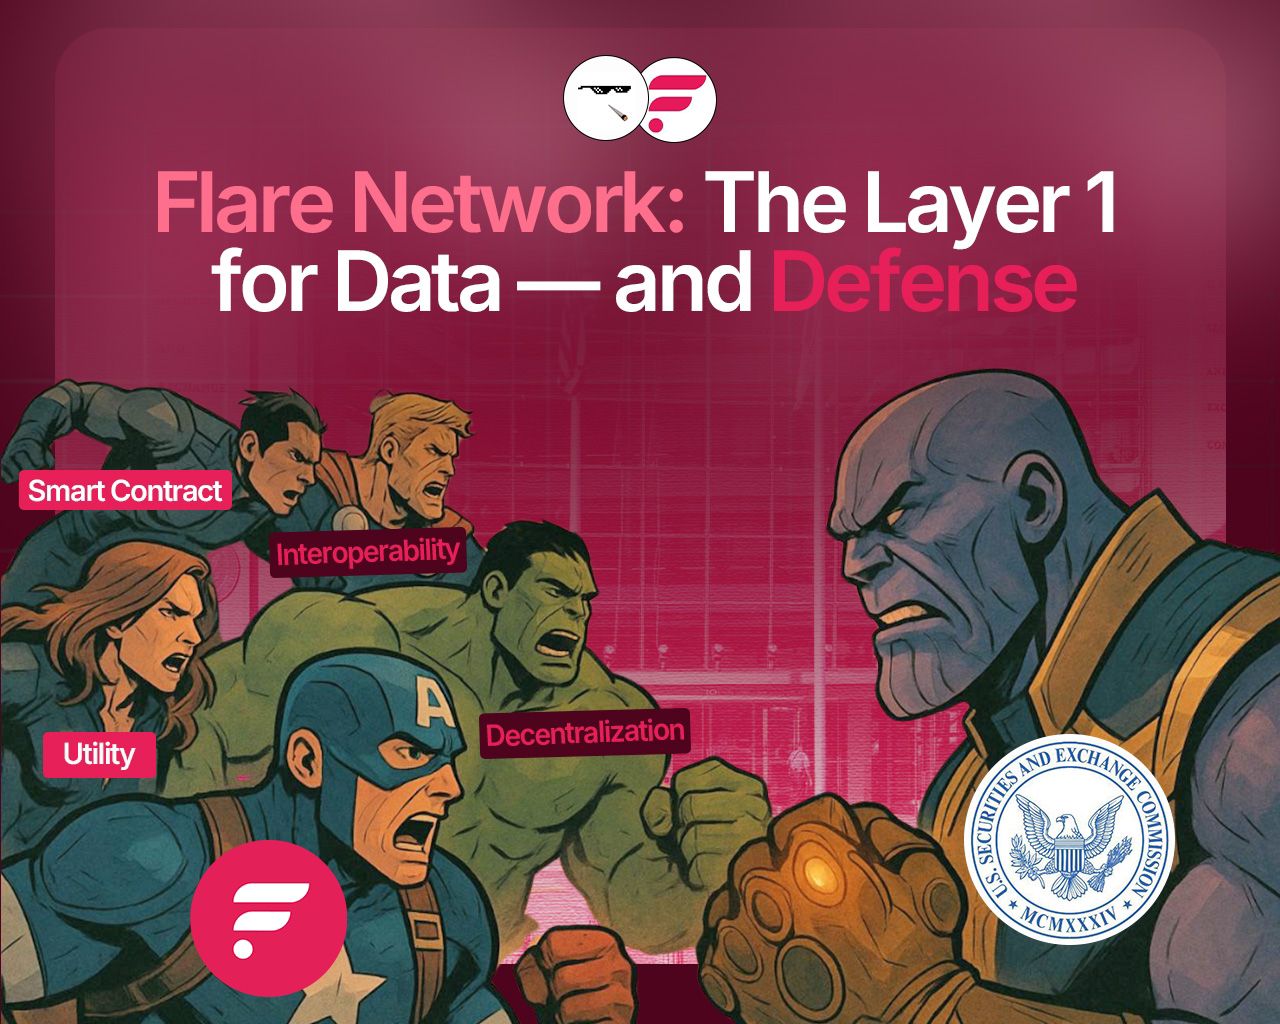 Flare Network: The Layer 1
for Data — and Defense
Smart Contract
Interoperability
Utility
Decentralization
A
U.S. SECURITIES AND EXCHANGE COMMISSION
MCMXXXIV